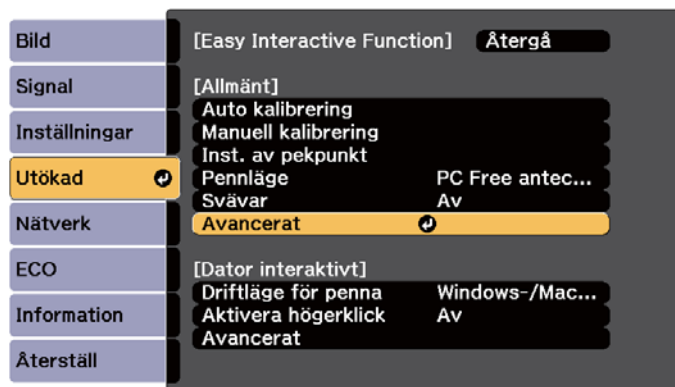 Bild
Signal
Inställningar
Utökad
Nätverk
ECO
Information
Återställ
[Easy Interactive Function] Återgå
[Allmänt]
Auto kalibrering
Manuell kalibrering
Inst. av pekpunkt
Pennläge PC Free antec...
Svävar Av
Avancerat
[Dator interaktivt]
Driftläge för penna Windows-/Mac...
Aktivera högerklick Av
Avancerat